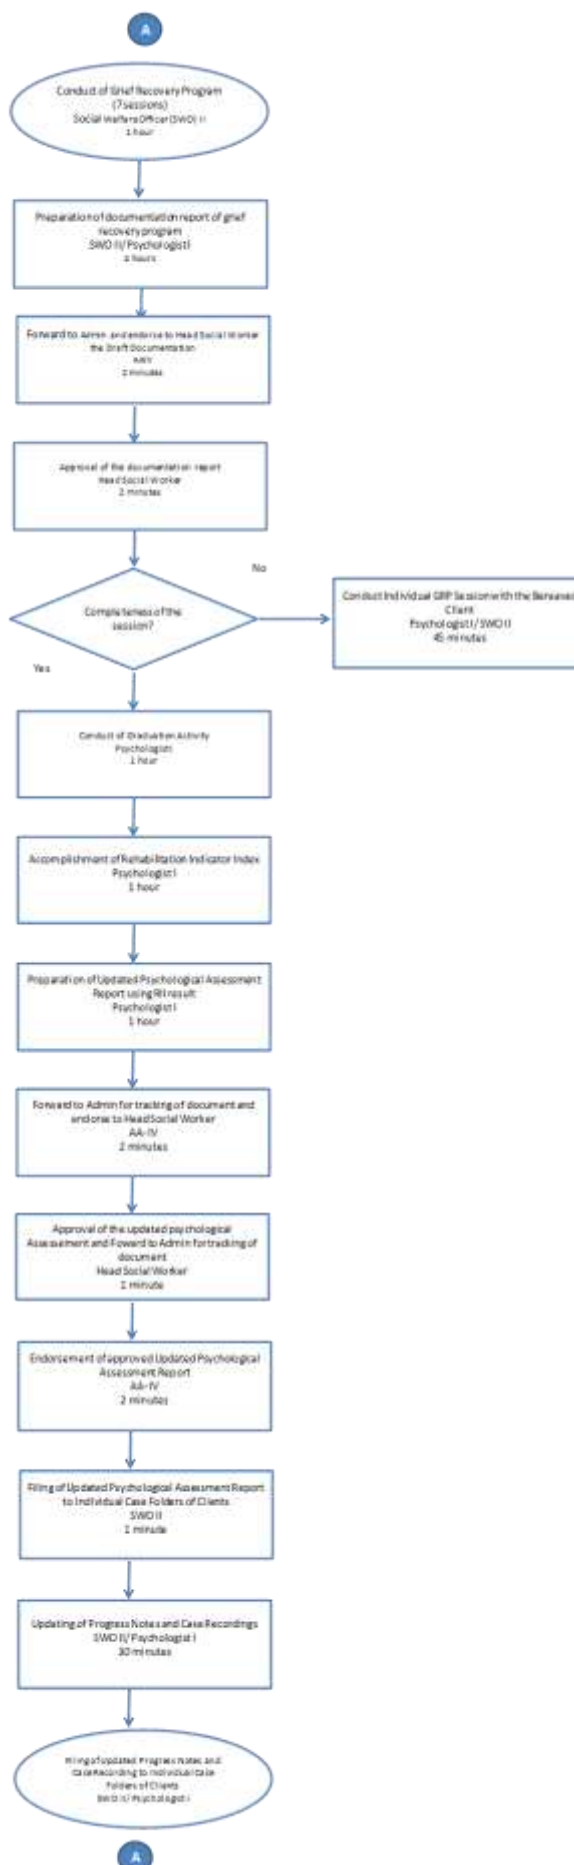 A
Conduct of Grief Recovery Program
(7 sessions)
Social Welfare Officer (SWO) II
1 hour
Preparation of documentation report of grief
recovery program
SWO II/ Psychologist I
hours
Forward to Admin and endorse to Head Social Worker
the Draft Documentation
2 minutes
Approval of the documentation report
Head Social Worker
2 minutes
No
Completeness of the
session?
Conduct Individual GRP Session with the Bereaved
Client
Psychologist I/ SWO II
45 minutes
Yes
Conduct of Graduation Activity
Psychologist
1 hour
Accomplishment of Rehabilitation Indicator Index
Psychologist I
1 hour
Preparation of Updated Psychological Assessment
Report using RII result
Psychologist I
1 hour
Forward to Admin for tracking of document and
endorse to Head Social Worker
AA-IV
2 minutes
Approval of the updated psychological
Assessement and Foward to Admin for tracking of
document
Head Social Worker
1 minute
Endorsement of approved Updated Psychological
Assessment Report
AA-IV
2 minutes
Filing of Updated Psychological Assessment Report
to Individual Case Folders of Clients
SWO II
1 minute
Updating of Progress Notes and Case Recordings
SWO II/ Psychologist I
30 minutes
Filing of Updated Progress Notes and
Case Recording to Individual Case
Folders of Clients
SWO II/ Psychologist I
A